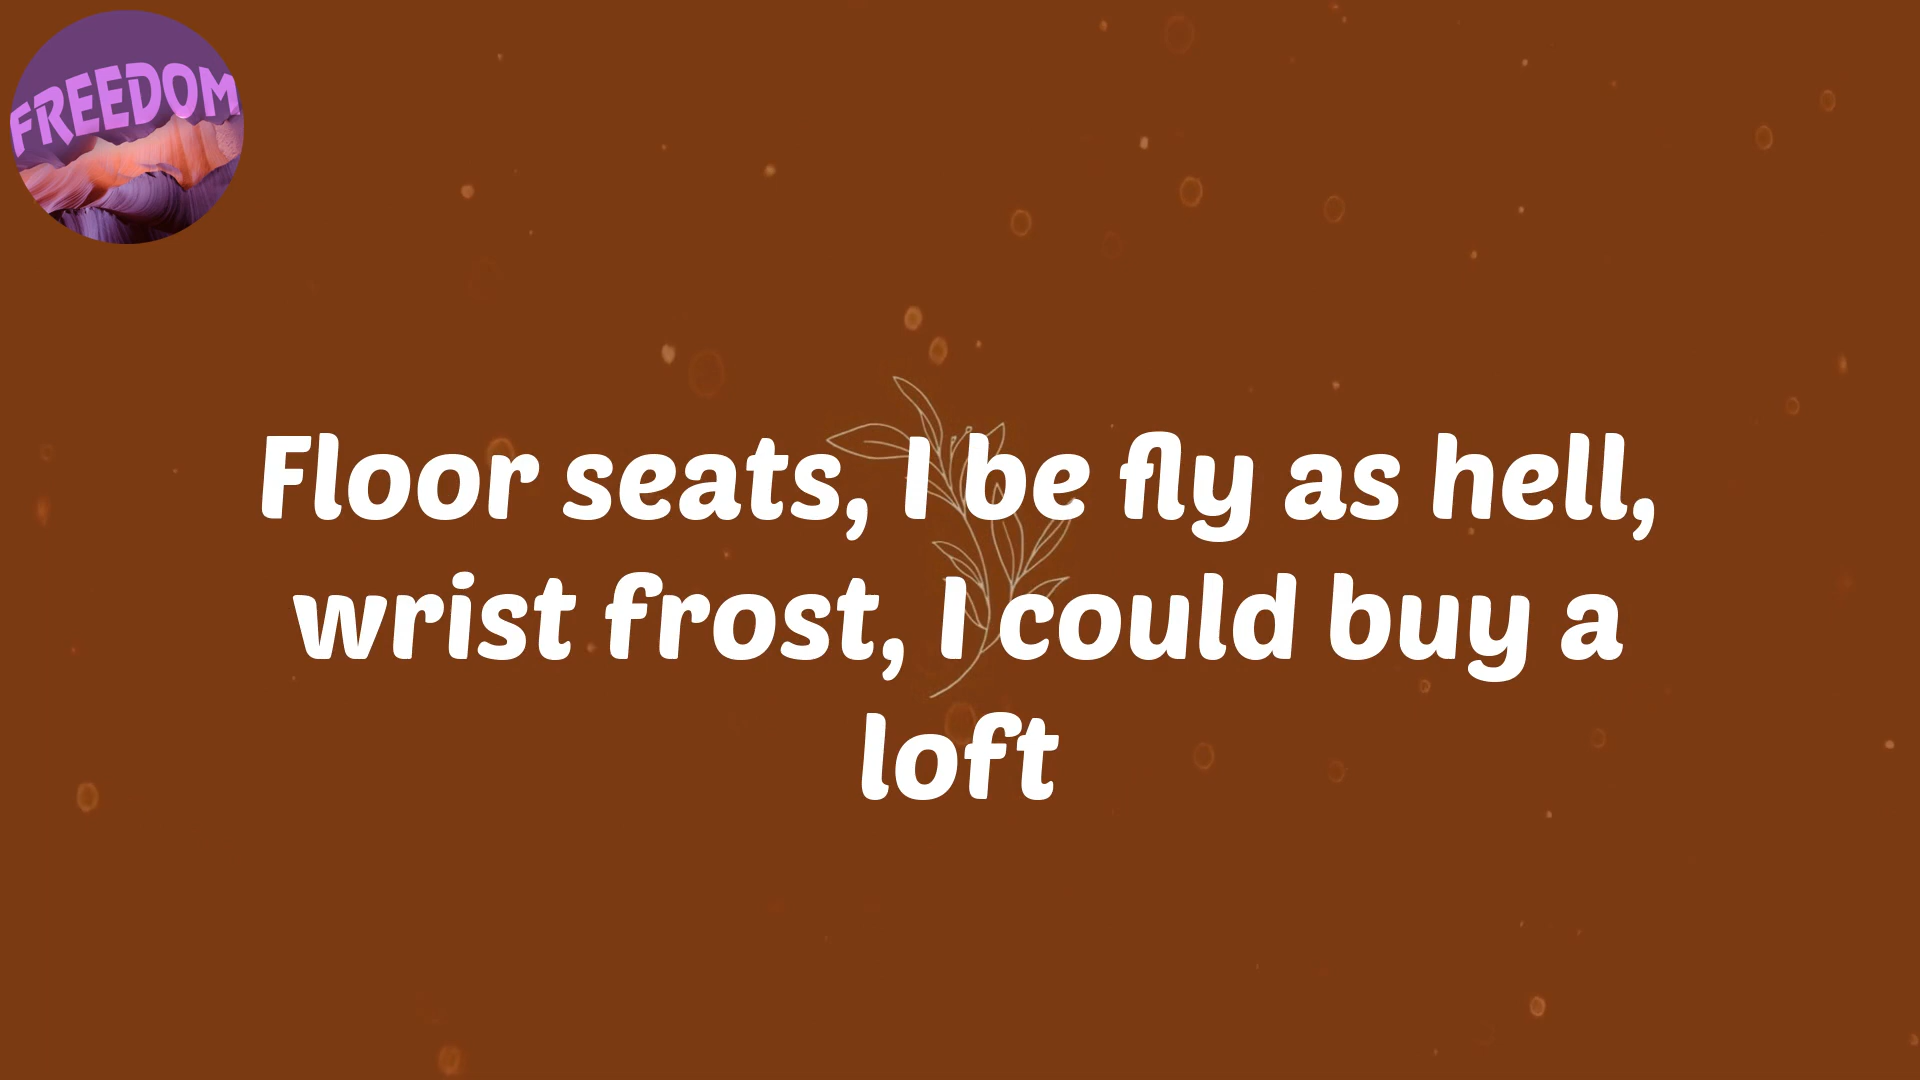 FREEDOM
Floor seats, I be fly as hell,
wrist frost, I could buy a
loft